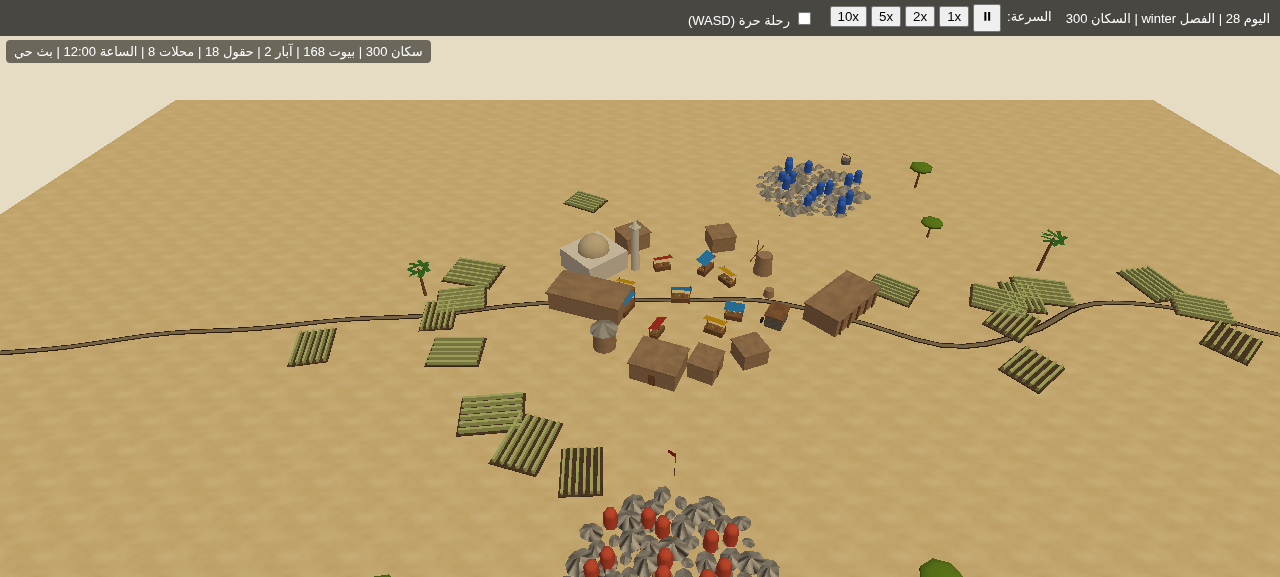 اليوم 28 | الفصل winter | السكان 300 السرعة: ⏸ 1x 2x 5x 10x رحلة حرة (WASD)
سكان 300 | بيوت 168 | آبار 2 | حقول 18 | محلات 8 | الساعة 12:00 | بث حي